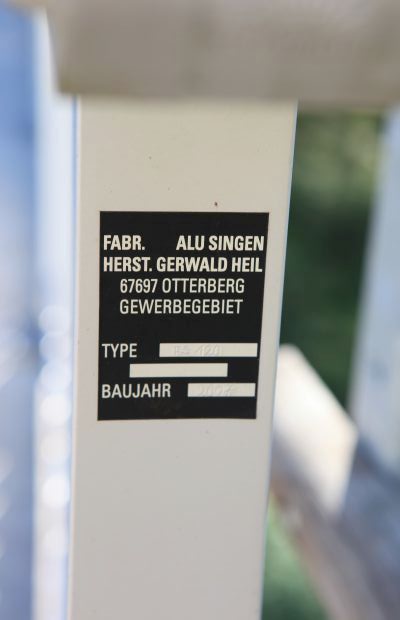 FABR. ALU SINGEN
HERST. GERWALD HEIL
67697 OTTERBERG
GEWERBEGEBIET
TYPE
BAUJAHR